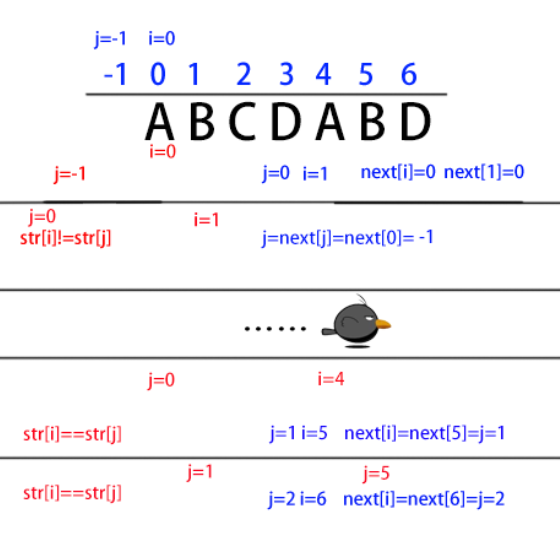 j=-1 i=0
-1 0 1 2 3 4 5 6
A B C D A B D
i=0
j=-1 j=0 i=1 next[i]=0 next[1]=0
j=0 i=1
str[i]!=str[j] j=next[j]=next[0]= -1
......
j=0 i=4
str[i]==str[j] j=1 i=5 next[i]=next[5]=j=1
j=1 j=5
str[i]==str[j] j=2 i=6 next[i]=next[6]=j=2